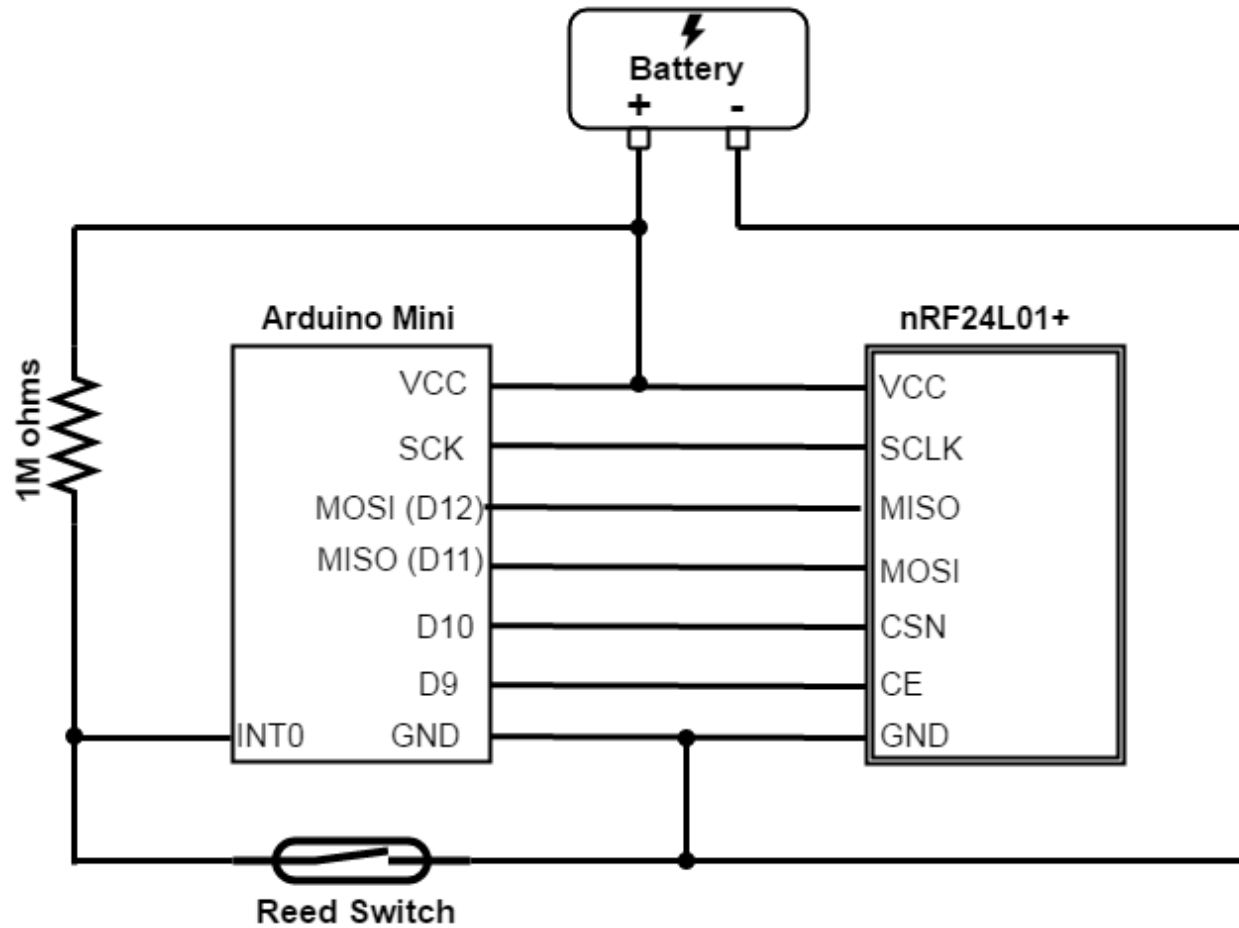 Battery
+ -
Arduino Mini
nRF24L01+
1M ohms
VCC
SCK
MOSI (D12)
MISO (D11)
D10
D9
INT0 GND
VCC
SCLK
MISO
MOSI
CSN
CE
GND
Reed Switch